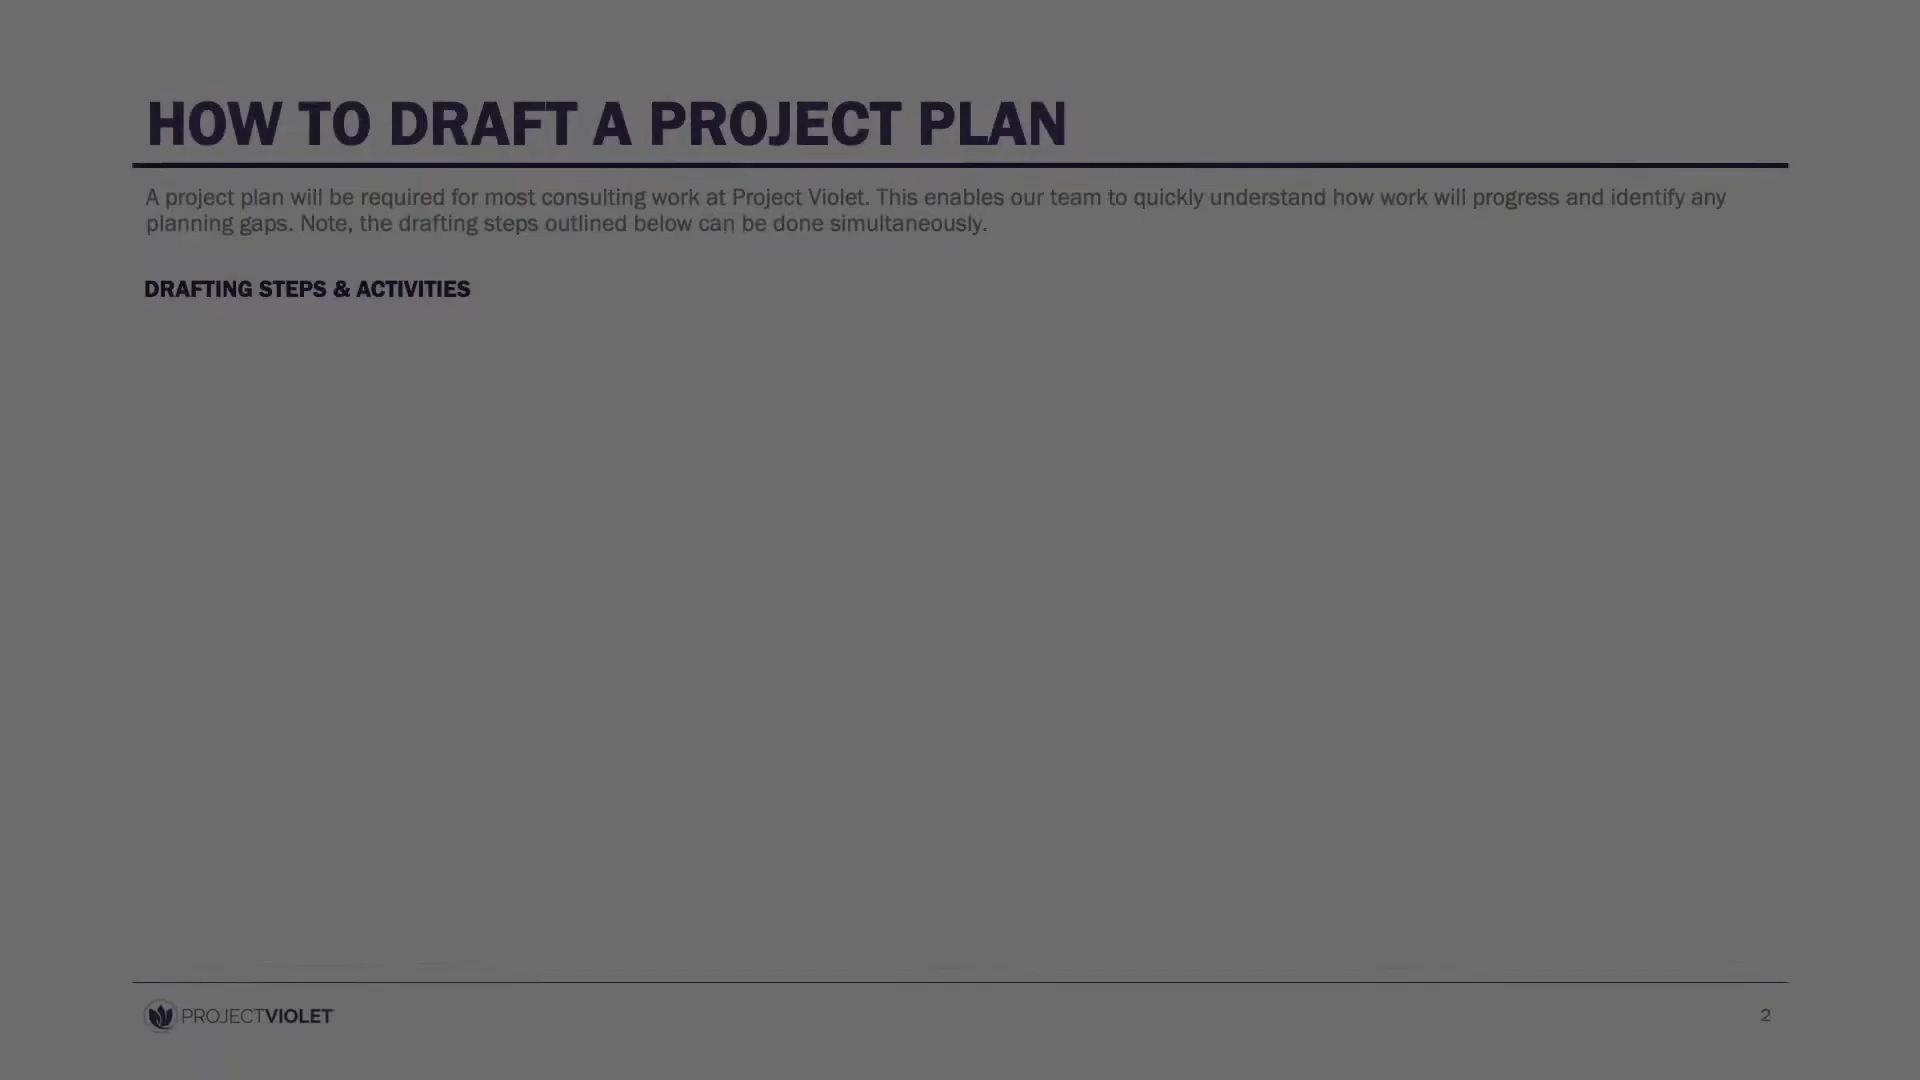 HOW TO DRAFT A PROJECT PLAN
A project plan will be required for most consulting work at Project Violet. This enables our team to quickly understand how work will progress and identify any
planning gaps. Note, the drafting steps outlined below can be done simultaneously.
DRAFTING STEPS & ACTIVITIES
PROJECTVIOLET
2